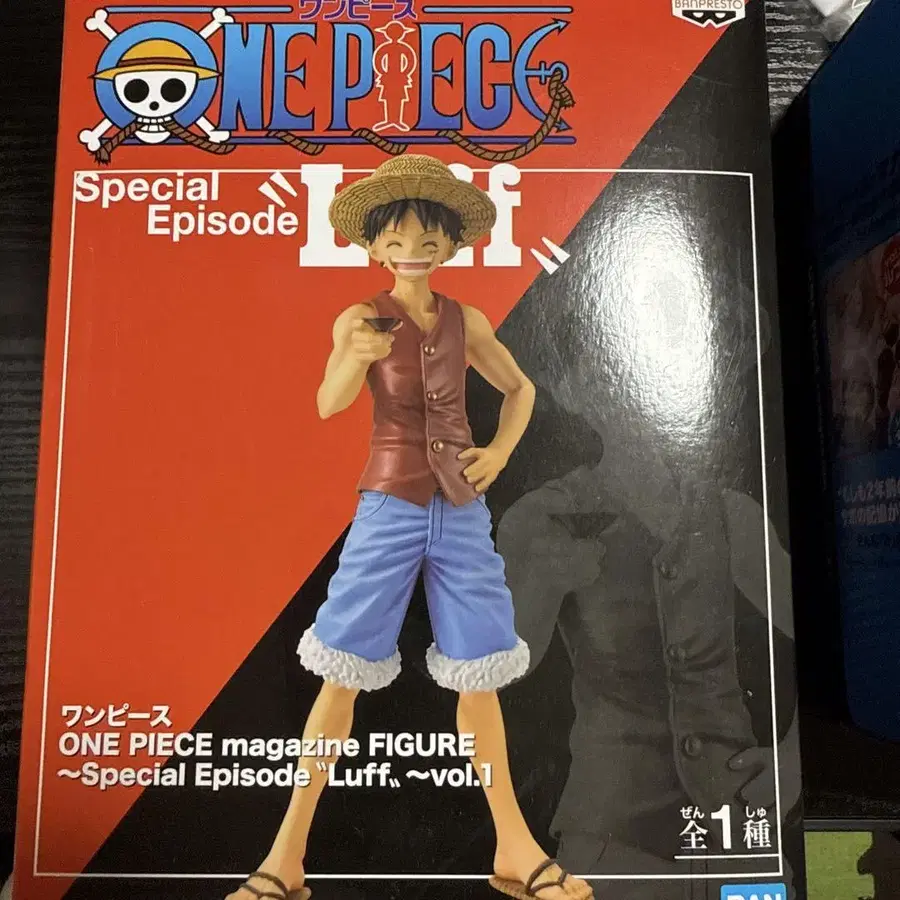 ワンピース
ONE PIECE
BANPRESTO
Special
Episode
ワンピース
ONE PIECE magazine FIGURE
～Special Episode〝Luff〟～vol.1
ぜん しゅ
全1種
BAN